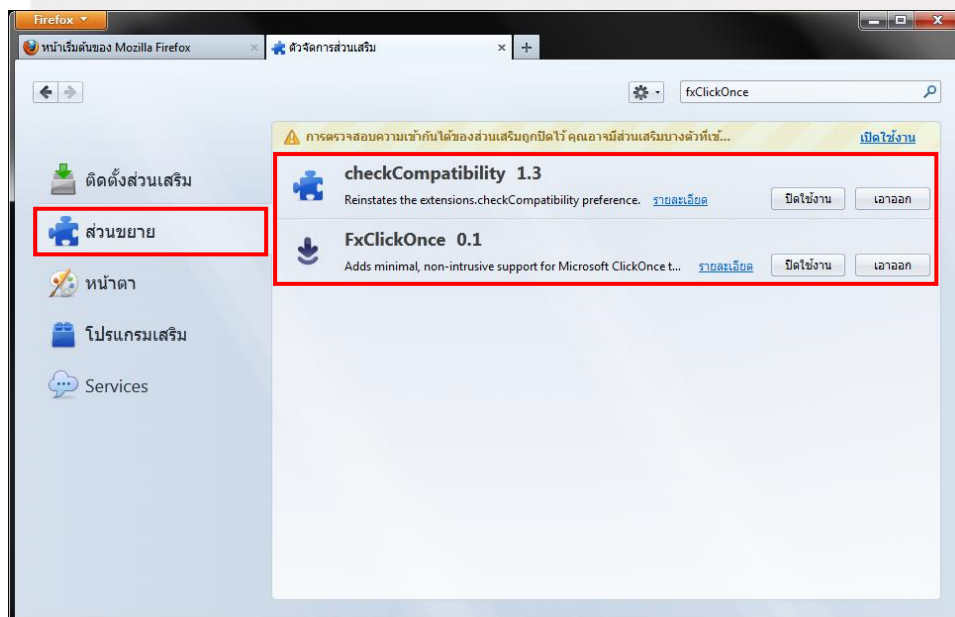 Firefox
หน้าเริ่มต้นของ Mozilla Firefox
ตัวจัดการส่วนเสริม
fxClickOnce
การตรวจสอบความเข้ากันได้ของส่วนเสริมถูกปิดไว้ คุณอาจมีส่วนเสริมบางตัวที่เข้... เปิดใช้งาน
ติดตั้งส่วนเสริม
ส่วนขยาย
หน้าตา
โปรแกรมเสริม
Services
checkCompatibility 1.3
Reinstates the extensions.checkCompatibility preference. รายละเอียด ปิดใช้งาน เอาออก
FxClickOnce 0.1
Adds minimal, non-intrusive support for Microsoft ClickOnce t... รายละเอียด ปิดใช้งาน เอาออก